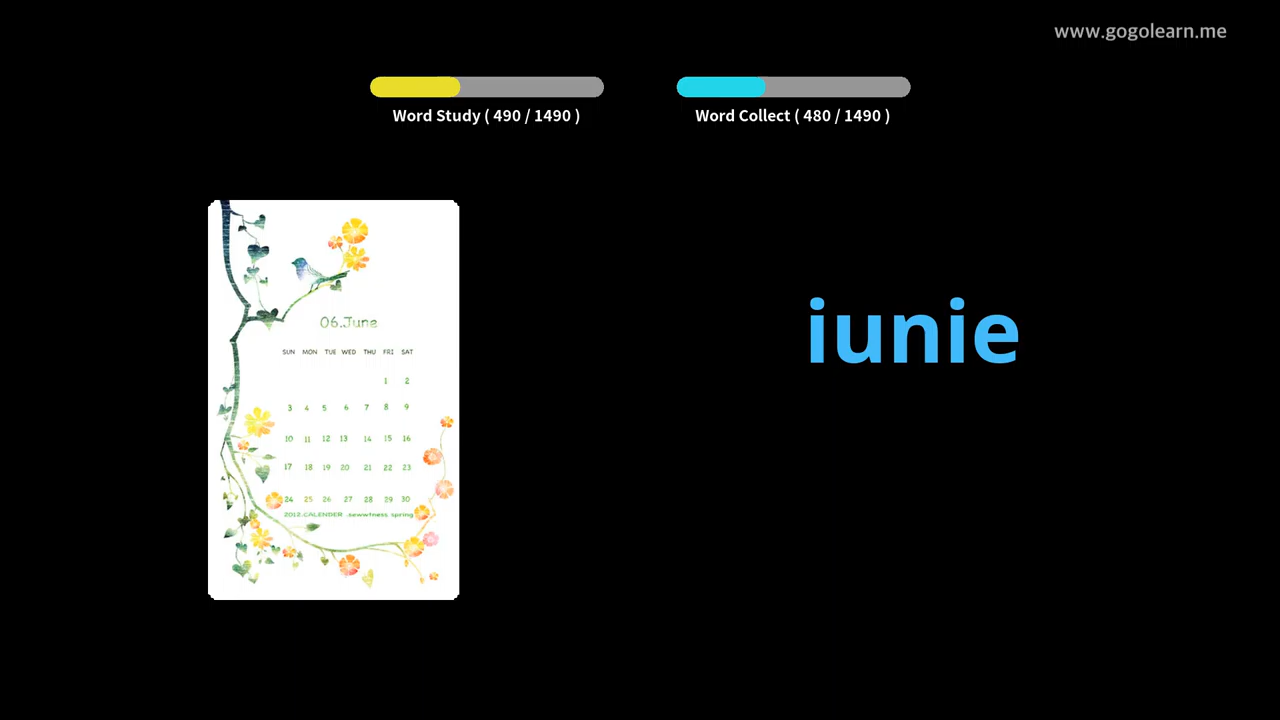 www.gogolearn.me
Word Study ( 490 / 1490 )
Word Collect ( 480 / 1490 )
06.June
SUN MON TUE WED THU FRI SAT
1 2
3 4 5 6 7 8 9
10 11 12 13 14 15 16
17 18 19 20 21 22 23
24 25 26 27 28 29 30
2012.CALENDER .sewwtness spring
iunie